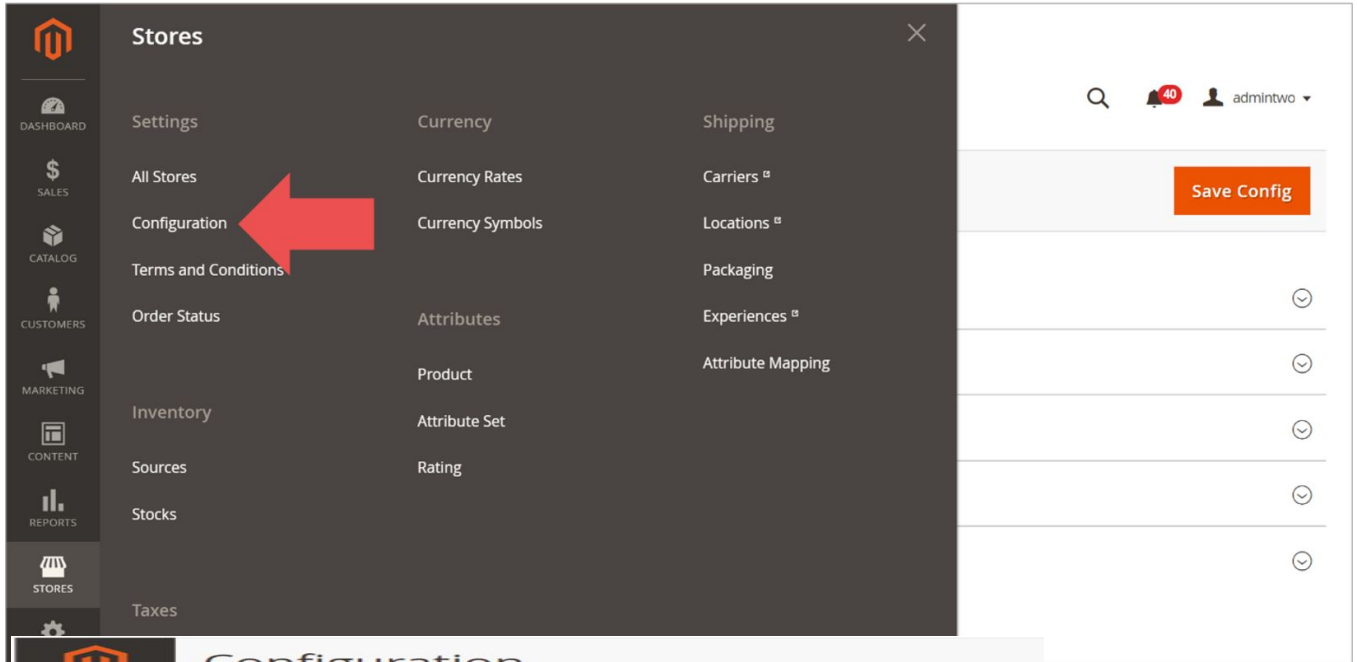 Stores
40
admintwo
DASHBOARD
Settings
Currency
Shipping
SALES
All Stores
Currency Rates
Carriers
Save Config
Configuration
Currency Symbols
Locations
CATALOG
Terms and Conditions
Packaging
CUSTOMERS
Order Status
Attributes
Experiences
MARKETING
Product
Attribute Mapping
Inventory
Attribute Set
CONTENT
Sources
Rating
REPORTS
Stocks
STORES
Taxes
Configuration